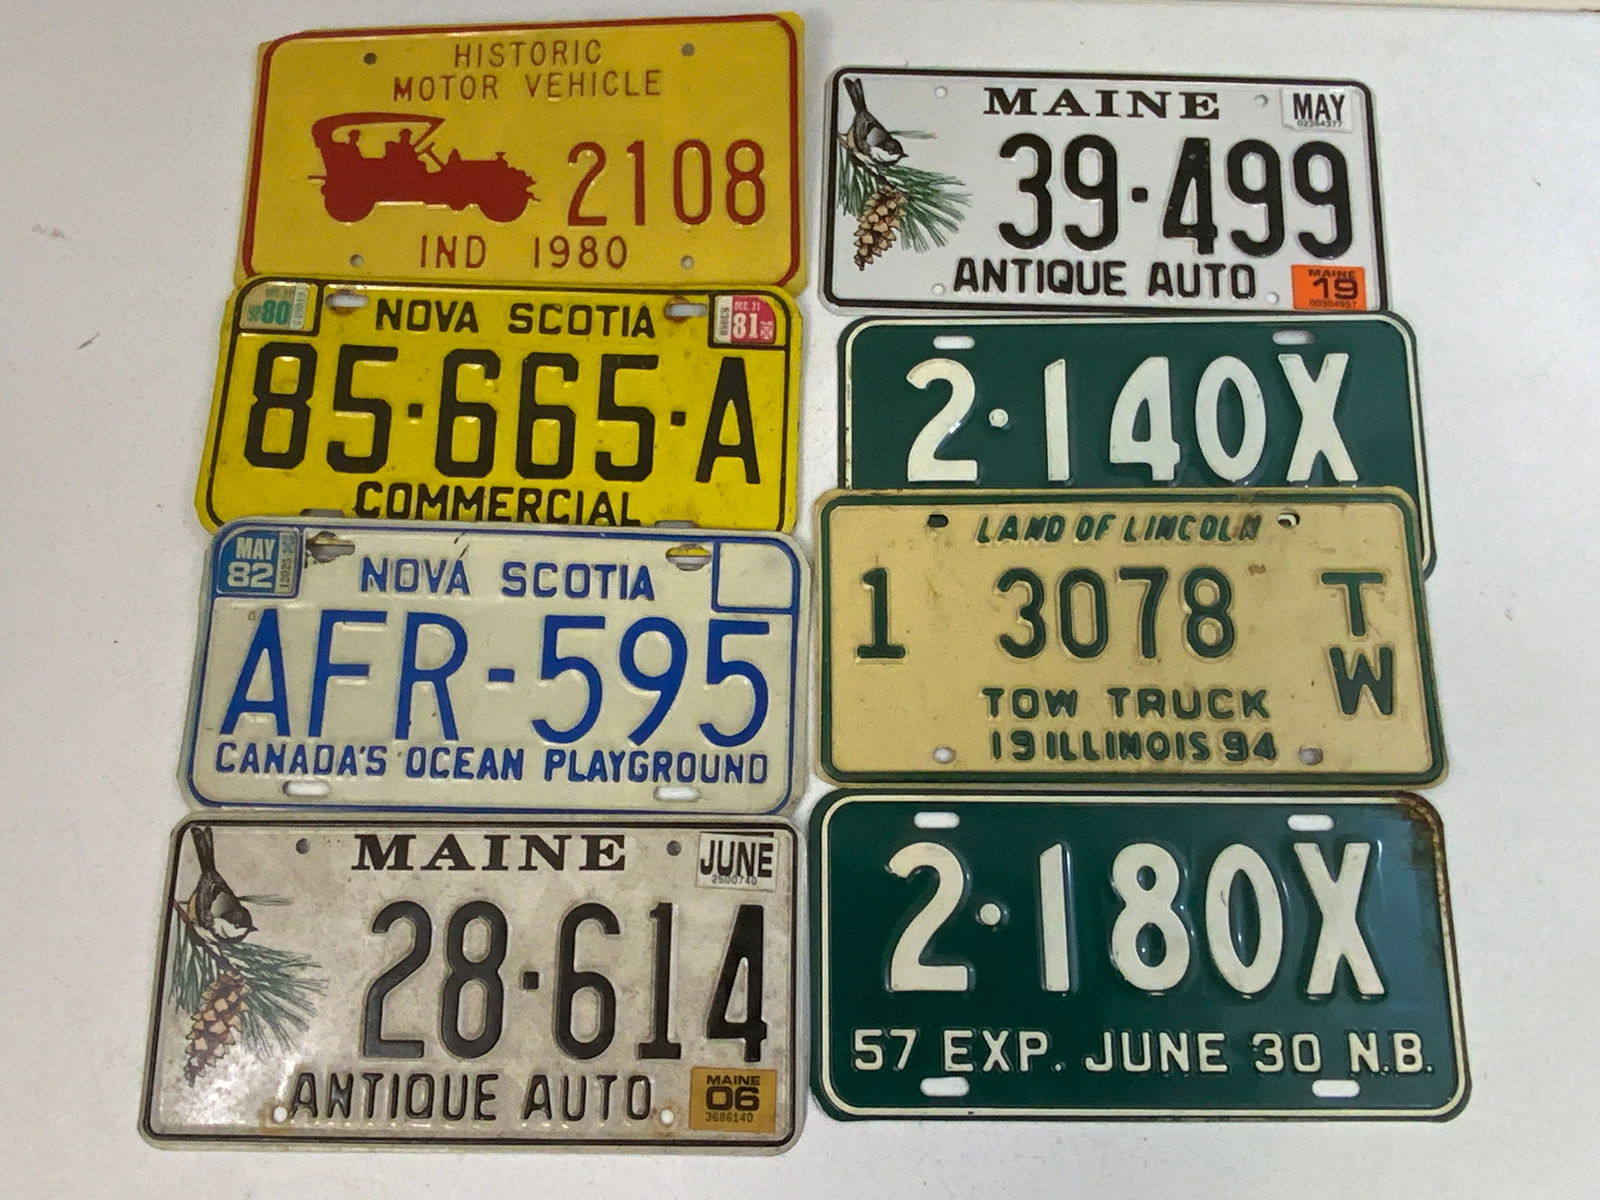 HISTORIC
MOTOR VEHICLE
2108
IND 1980
80
NOVA SCOTIA
DEC. 31
81
85·665·A
COMMERCIAL
MAY
82
NOVA SCOTIA
AFR-595
CANADA'S OCEAN PLAYGROUND
MAINE
JUNE
2600740
28·614
ANTIQUE AUTO
MAINE
06
3686140
MAINE
MAY
39·499
ANTIQUE AUTO
MAINE
19
2·140X
LAND OF LINCOLN
1 3078 TW
TOW TRUCK
19 ILLINOIS 94
2·180X
57 EXP. JUNE 30 N.B.